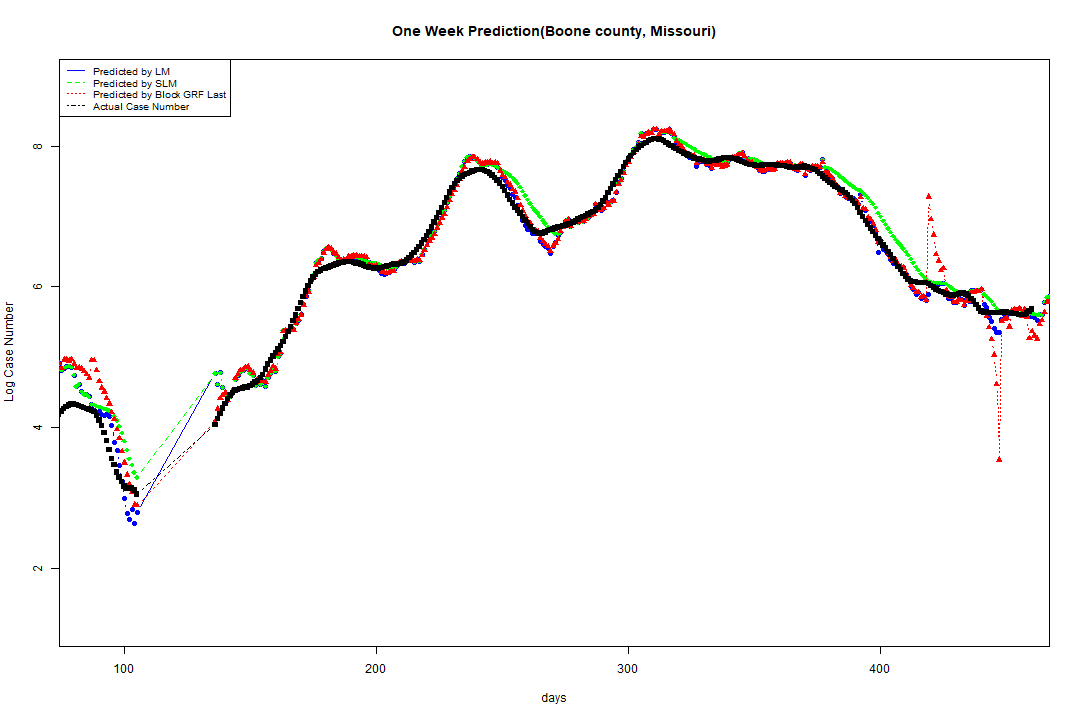 One Week Prediction(Boone county, Missouri)
Predicted by LM
Predicted by SLM
Predicted by Block GRF Last
Actual Case Number
8
6
4
2
Log Case Number
100 200 300 400
days